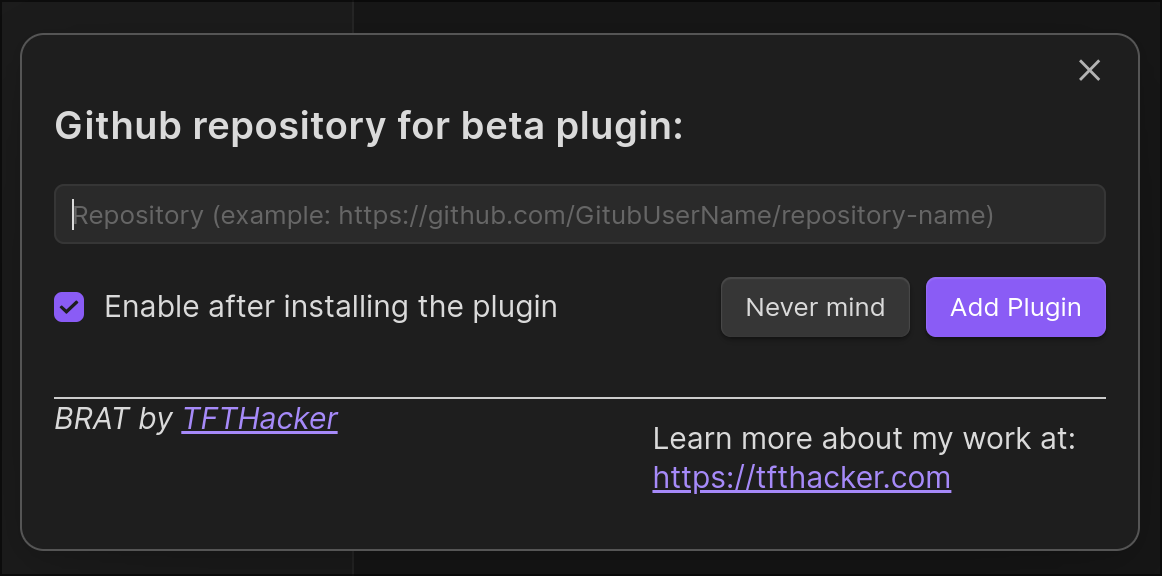 Github repository for beta plugin:
Repository (example: https://github.com/GitubUserName/repository-name)
Enable after installing the plugin
Never mind
Add Plugin
BRAT by TFTHacker
Learn more about my work at:
https://tfthacker.com